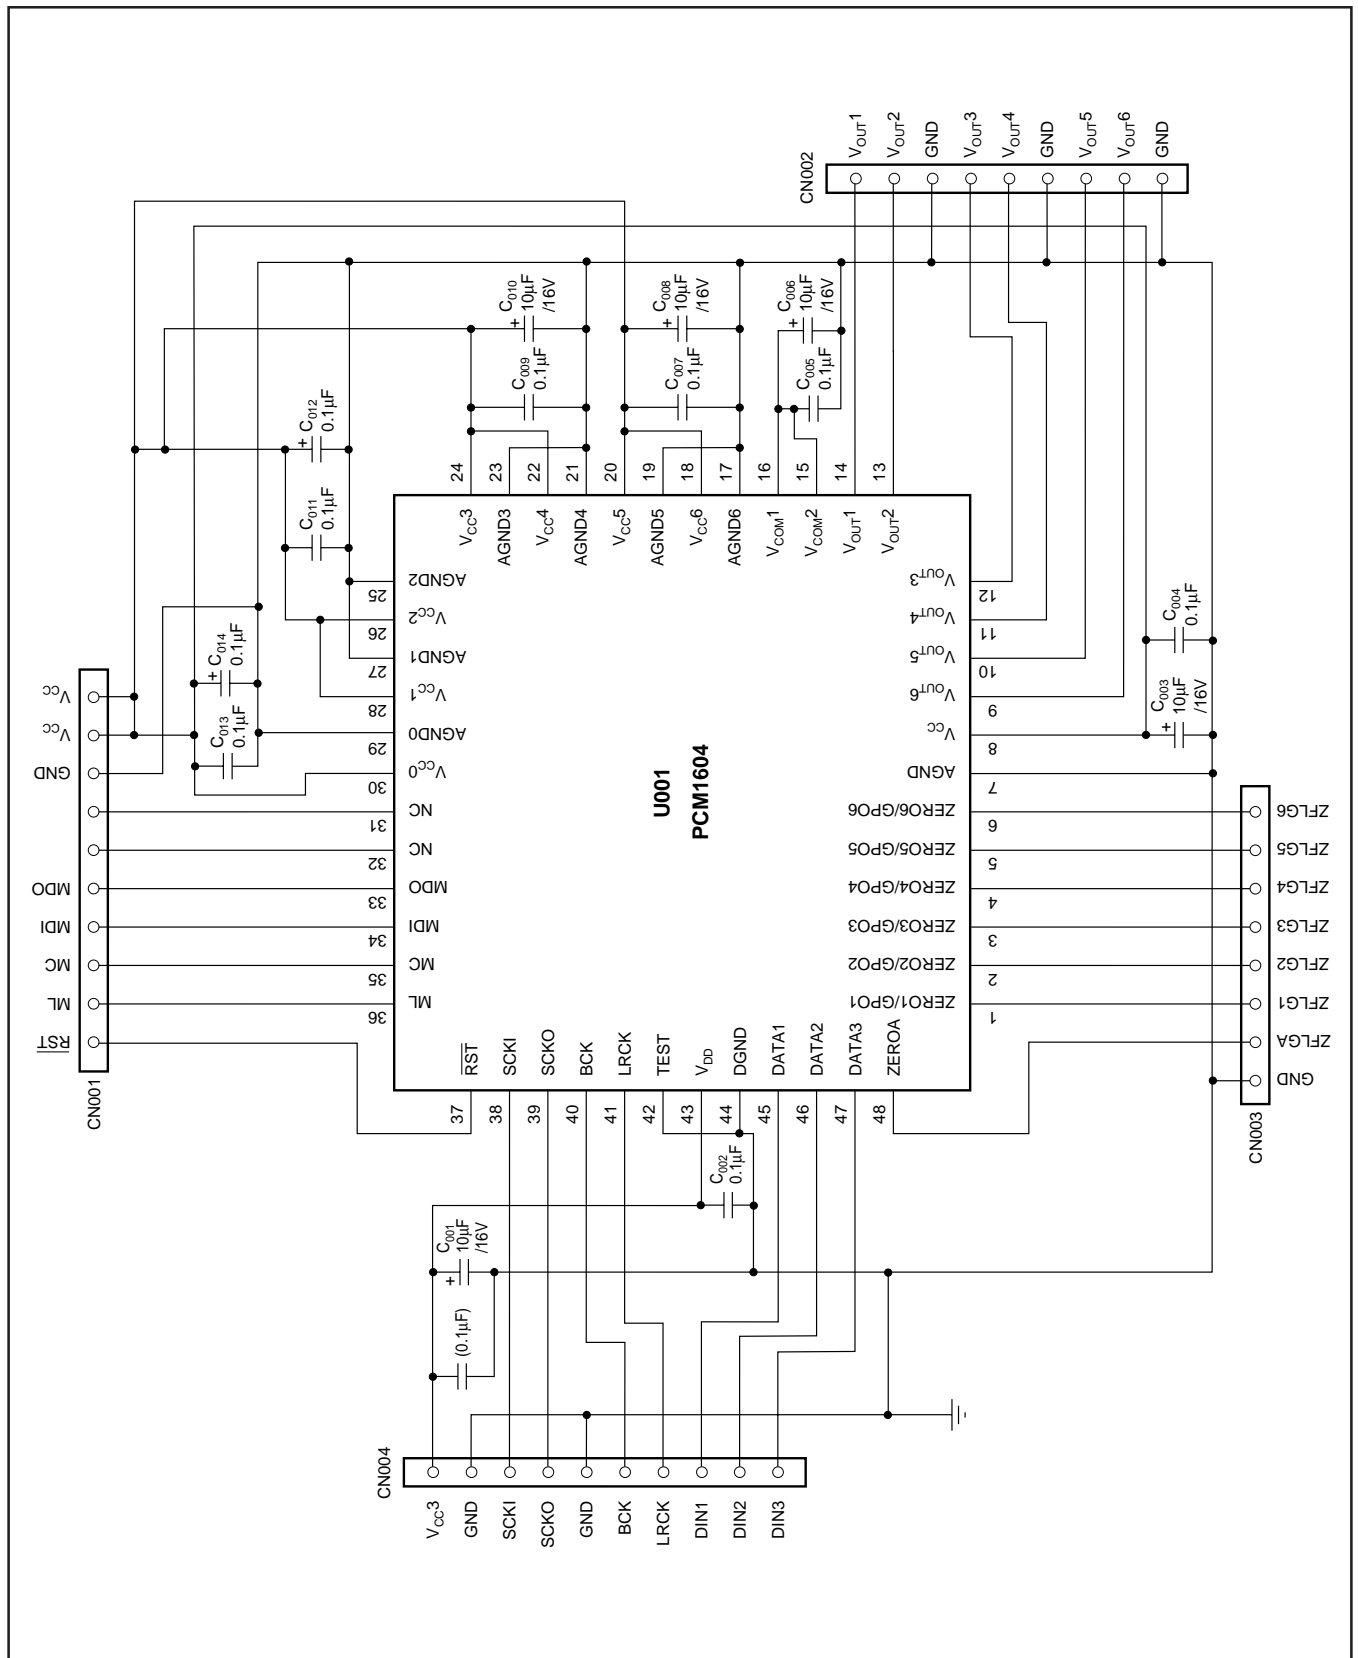 CN002
VOUT1
VOUT2
GND
VOUT3
VOUT4
GND
VOUT5
VOUT6
GND
C010
10µF
/16V
+
C009
0.1µF
C008
10µF
/16V
+
C007
0.1µF
C006
10µF
/16V
+
C005
0.1µF
C012
0.1µF
+
C011
0.1µF
C014
0.1µF
+
C013
0.1µF
C004
0.1µF
C003
10µF
/16V
+
24
23
22
21
20
19
18
17
16
15
14
13
VCC3
AGND3
VCC4
AGND4
VCC5
AGND5
VCC6
AGND6
VCOM1
VCOM2
VOUT1
VOUT2
AGND2
25
VCC2
26
AGND1
27
VCC1
28
AGND0
29
VCC0
30
NC
31
NC
32
MDO
33
MDI
34
MC
35
ML
36
U001
PCM1604
VOUT3
12
VOUT4
11
VOUT5
10
VOUT6
9
VCC
8
AGND
7
ZERO6/GPO6
6
ZERO5/GPO5
5
ZERO4/GPO4
4
ZERO3/GPO3
3
ZERO2/GPO2
2
ZERO1/GPO1
1
VCC
VCC
GND
MDO
MDI
MC
ML
RST
CN001
ZFLG6
ZFLG5
ZFLG4
ZFLG3
ZFLG2
ZFLG1
ZFLGA
GND
CN003
RST
SCKI
SCKO
BCK
LRCK
TEST
VDD
DGND
DATA1
DATA2
DATA3
ZEROA
37
38
39
40
41
42
43
44
45
46
47
48
C002
0.1µF
C001
10µF
/16V
+
(0.1µF)
CN004
VCC3
GND
SCKI
SCKO
GND
BCK
LRCK
DIN1
DIN2
DIN3